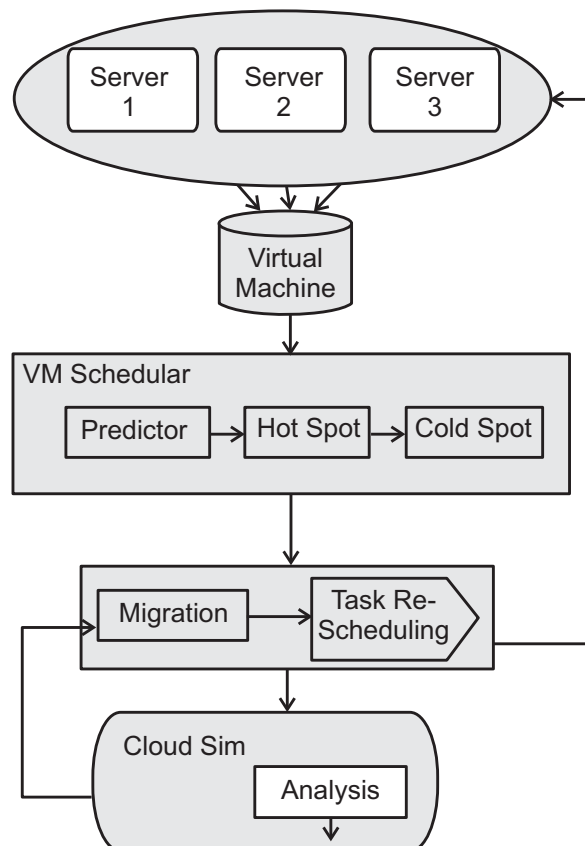 Server
1
Server
2
Server
3
Virtual
Machine
VM Schedular
Predictor
Hot Spot
Cold Spot
Migration
Task Re-
Scheduling
Cloud Sim
Analysis